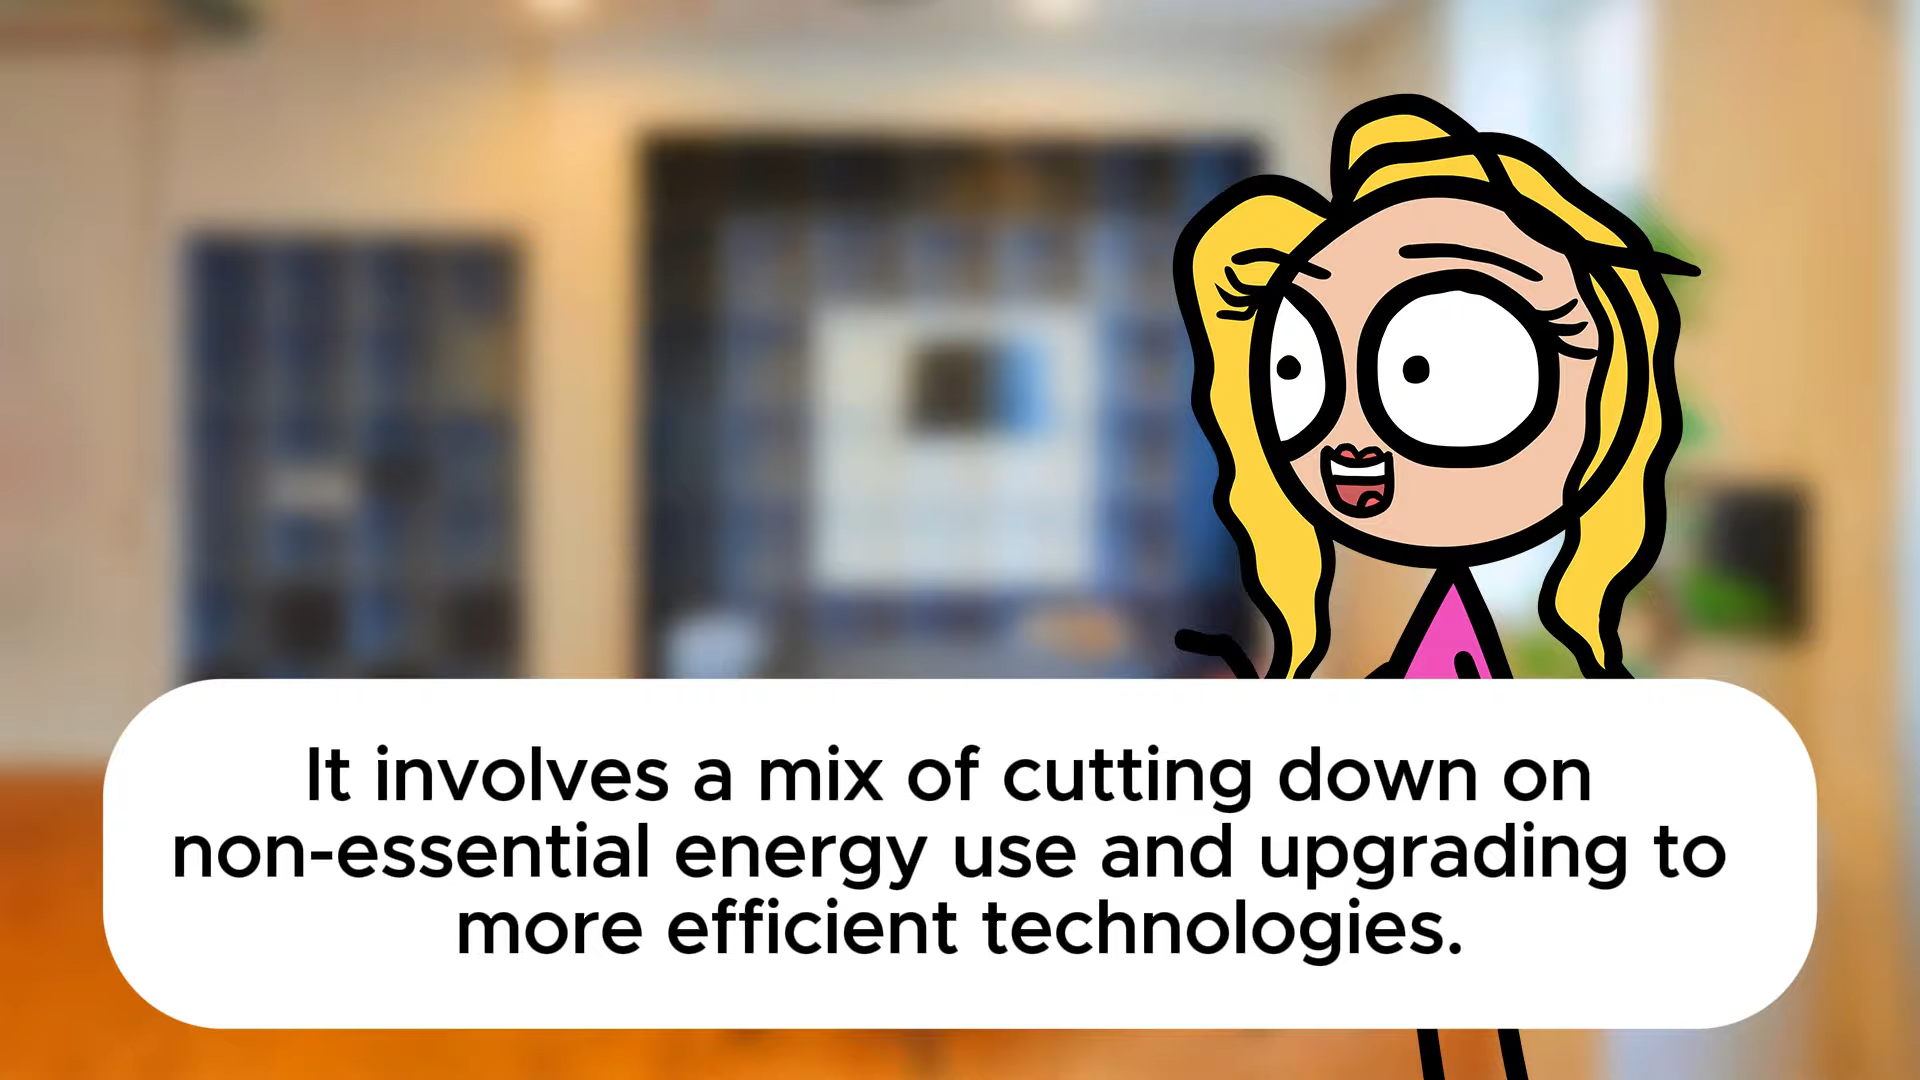 It involves a mix of cutting down on
non-essential energy use and upgrading to
more efficient technologies.